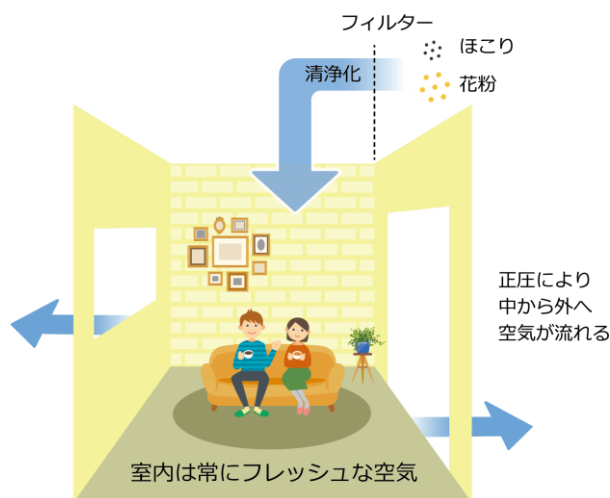 フィルター
ほこり
清浄化
花粉
正圧により
中から外へ
空気が流れる
室内は常にフレッシュな空気